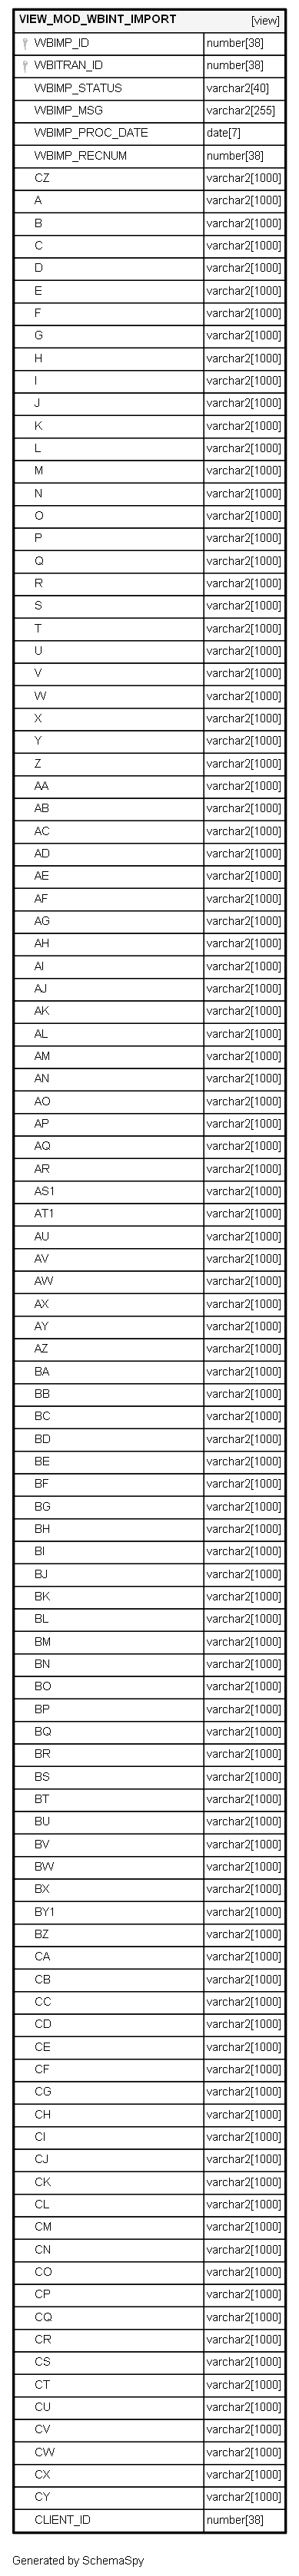 VIEW_MOD_WBINT_IMPORT [view]
WBIMP_ID number[38]
WBITRAN_ID number[38]
WBIMP_STATUS varchar2[40]
WBIMP_MSG varchar2[255]
WBIMP_PROC_DATE date[7]
WBIMP_RECNUM number[38]
CZ varchar2[1000]
A varchar2[1000]
B varchar2[1000]
C varchar2[1000]
D varchar2[1000]
E varchar2[1000]
F varchar2[1000]
G varchar2[1000]
H varchar2[1000]
I varchar2[1000]
J varchar2[1000]
K varchar2[1000]
L varchar2[1000]
M varchar2[1000]
N varchar2[1000]
O varchar2[1000]
P varchar2[1000]
Q varchar2[1000]
R varchar2[1000]
S varchar2[1000]
T varchar2[1000]
U varchar2[1000]
V varchar2[1000]
W varchar2[1000]
X varchar2[1000]
Y varchar2[1000]
Z varchar2[1000]
AA varchar2[1000]
AB varchar2[1000]
AC varchar2[1000]
AD varchar2[1000]
AE varchar2[1000]
AF varchar2[1000]
AG varchar2[1000]
AH varchar2[1000]
AI varchar2[1000]
AJ varchar2[1000]
AK varchar2[1000]
AL varchar2[1000]
AM varchar2[1000]
AN varchar2[1000]
AO varchar2[1000]
AP varchar2[1000]
AQ varchar2[1000]
AR varchar2[1000]
AS1 varchar2[1000]
AT1 varchar2[1000]
AU varchar2[1000]
AV varchar2[1000]
AW varchar2[1000]
AX varchar2[1000]
AY varchar2[1000]
AZ varchar2[1000]
BA varchar2[1000]
BB varchar2[1000]
BC varchar2[1000]
BD varchar2[1000]
BE varchar2[1000]
BF varchar2[1000]
BG varchar2[1000]
BH varchar2[1000]
BI varchar2[1000]
BJ varchar2[1000]
BK varchar2[1000]
BL varchar2[1000]
BM varchar2[1000]
BN varchar2[1000]
BO varchar2[1000]
BP varchar2[1000]
BQ varchar2[1000]
BR varchar2[1000]
BS varchar2[1000]
BT varchar2[1000]
BU varchar2[1000]
BV varchar2[1000]
BW varchar2[1000]
BX varchar2[1000]
BY1 varchar2[1000]
BZ varchar2[1000]
CA varchar2[1000]
CB varchar2[1000]
CC varchar2[1000]
CD varchar2[1000]
CE varchar2[1000]
CF varchar2[1000]
CG varchar2[1000]
CH varchar2[1000]
CI varchar2[1000]
CJ varchar2[1000]
CK varchar2[1000]
CL varchar2[1000]
CM varchar2[1000]
CN varchar2[1000]
CO varchar2[1000]
CP varchar2[1000]
CQ varchar2[1000]
CR varchar2[1000]
CS varchar2[1000]
CT varchar2[1000]
CU varchar2[1000]
CV varchar2[1000]
CW varchar2[1000]
CX varchar2[1000]
CY varchar2[1000]
CLIENT_ID number[38]
Generated by SchemaSpy